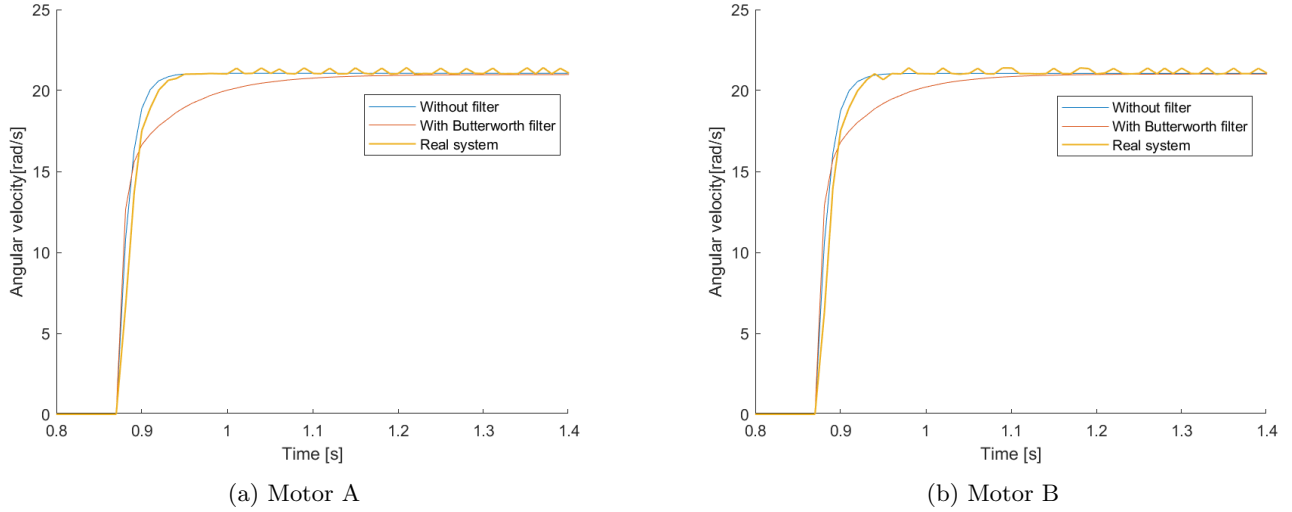 25
20
15
10
5
0
0.8
0.9
1
1.1
1.2
1.3
1.4
Angular velocity[rad/s]
Time [s]
Without filter
With Butterworth filter
Real system
(a) Motor A
25
20
15
10
5
0
0.8
0.9
1
1.1
1.2
1.3
1.4
Angular velocity[rad/s]
Time [s]
Without filter
With Butterworth filter
Real system
(b) Motor B